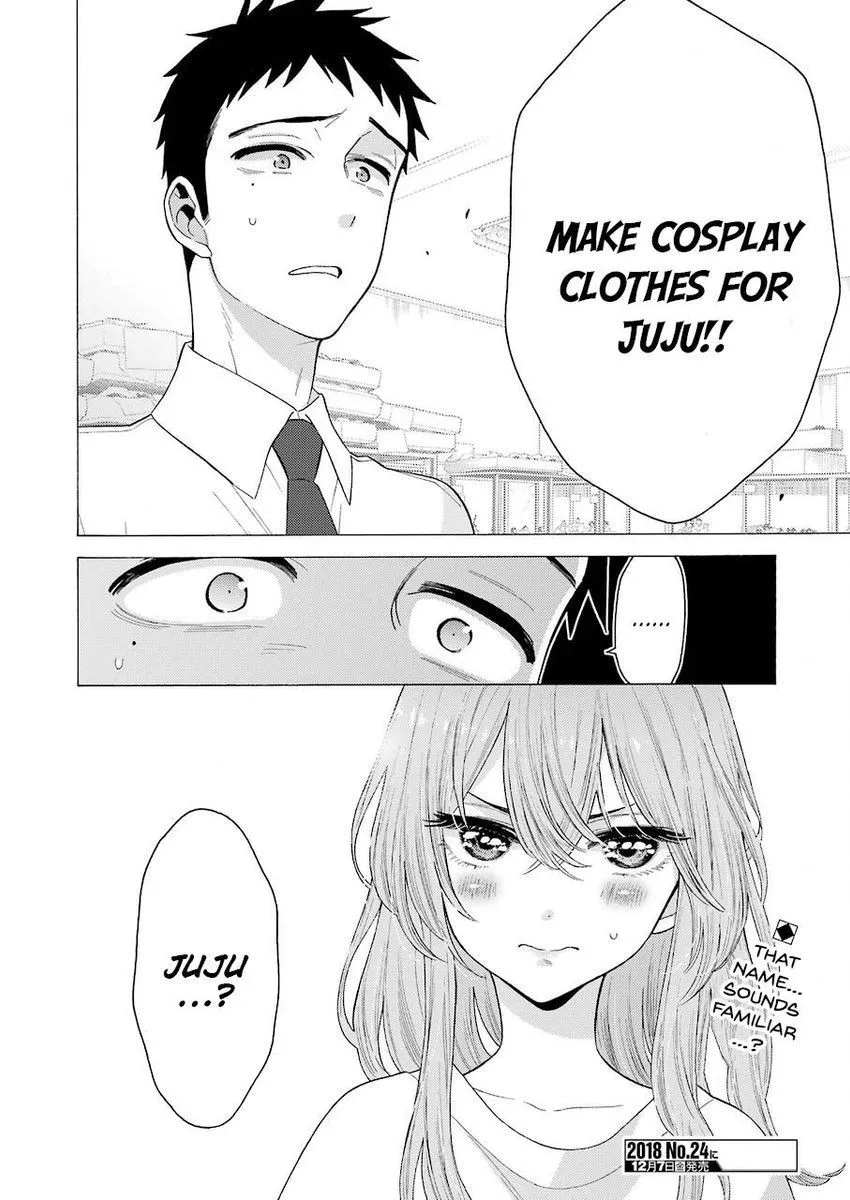 MAKE COSPLAY
CLOTHES FOR
JUJU!!
......
JUJU
...?
THAT
NAME...
SOUNDS
FAMILIAR
...?
2018 No.24に
12月7日金発売